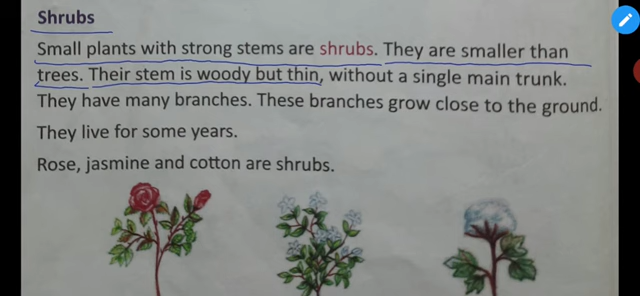 Shrubs
Small plants with strong stems are shrubs. They are smaller than
trees. Their stem is woody but thin, without a single main trunk.
They have many branches. These branches grow close to the ground.
They live for some years.
Rose, jasmine and cotton are shrubs.